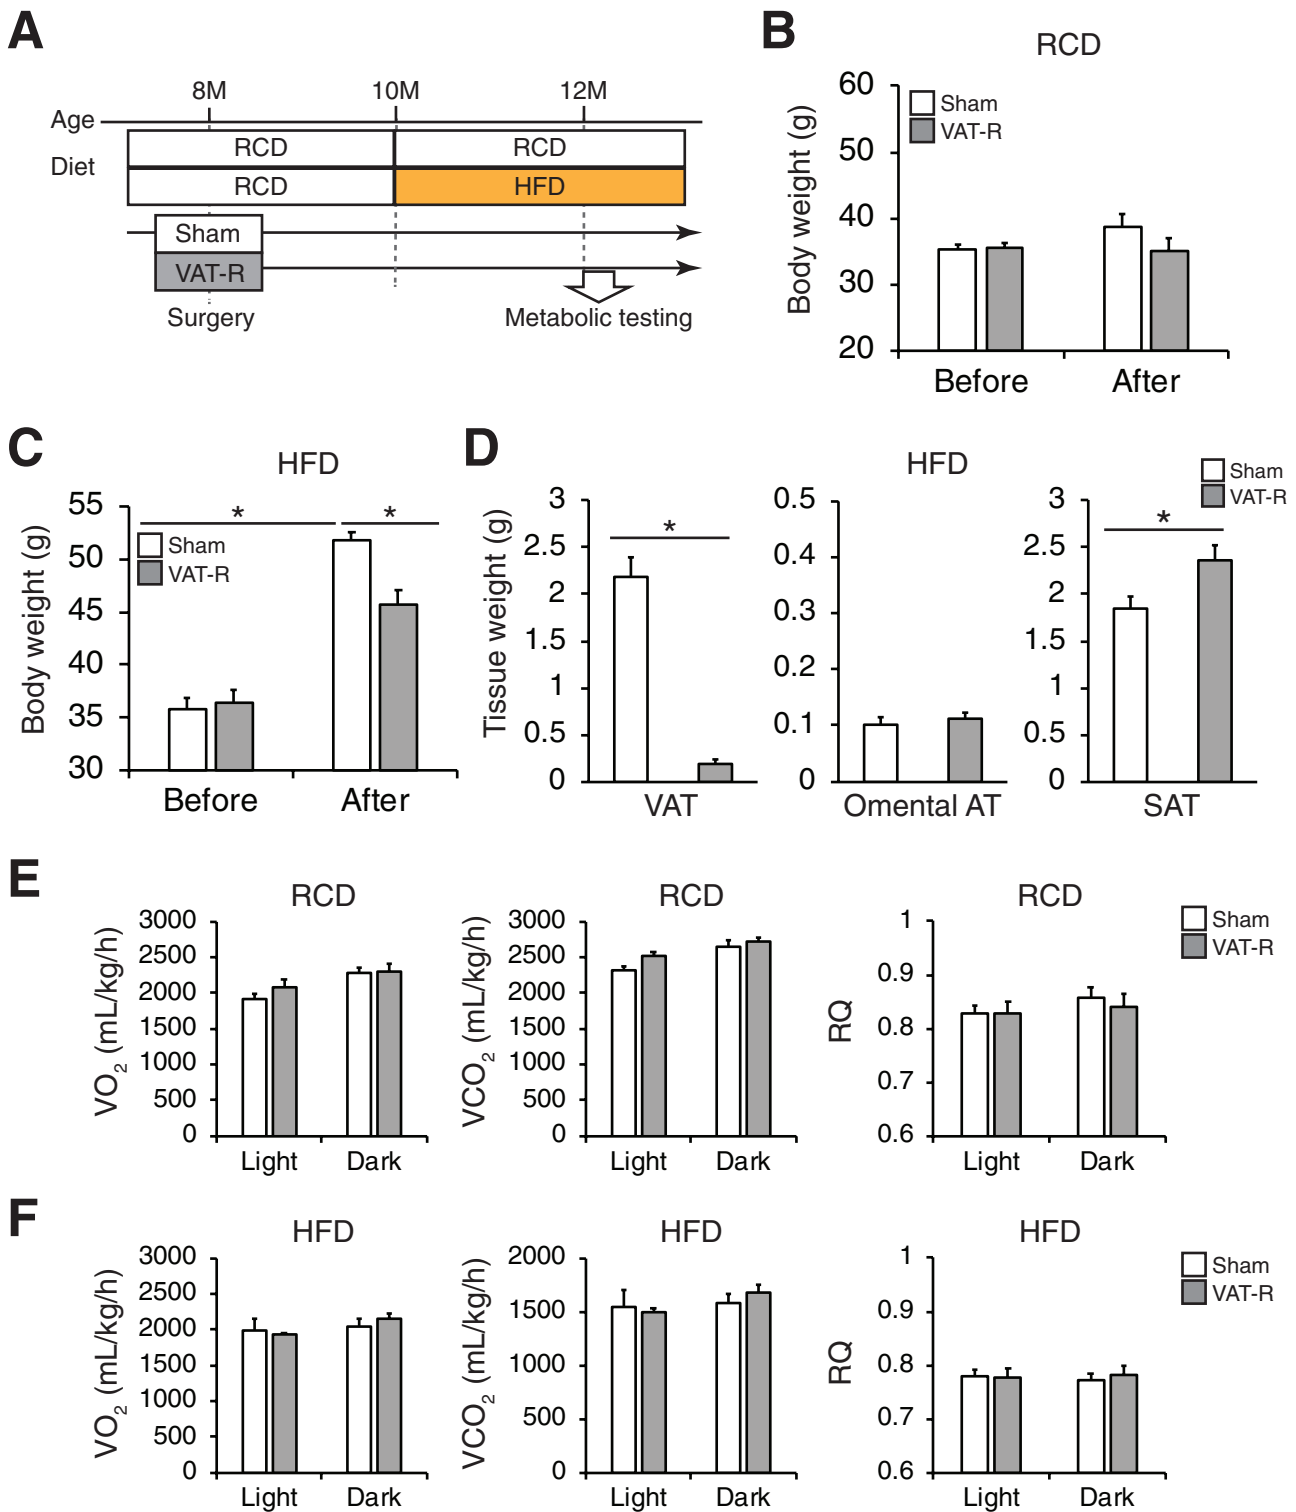 A
8M 10M 12M
Age
Diet
RCD RCD
RCD HFD
Sham
VAT-R
Surgery
Metabolic testing
B
RCD
Body weight (g)
60
50
40
30
20
Sham
VAT-R
Before After
C
HFD
Body weight (g)
55
50
45
40
35
30
* *
Sham
VAT-R
Before After
D
HFD
Sham
VAT-R
Tissue weight (g)
3
2.5
2
1.5
1
0.5
0
*
VAT
0.5
0.4
0.3
0.2
0.1
0
Omental AT
3
2.5
2
1.5
1
0.5
0
*
SAT
E
RCD
VO2 (mL/kg/h)
3000
2500
2000
1500
1000
500
0
Light Dark
RCD
VCO2 (mL/kg/h)
3000
2500
2000
1500
1000
500
0
Light Dark
RCD
RQ
1
0.9
0.8
0.7
0.6
Light Dark
Sham
VAT-R
F
HFD
VO2 (mL/kg/h)
3000
2500
2000
1500
1000
500
0
Light Dark
HFD
VCO2 (mL/kg/h)
2000
1500
1000
500
0
Light Dark
HFD
RQ
1
0.9
0.8
0.7
0.6
Light Dark
Sham
VAT-R